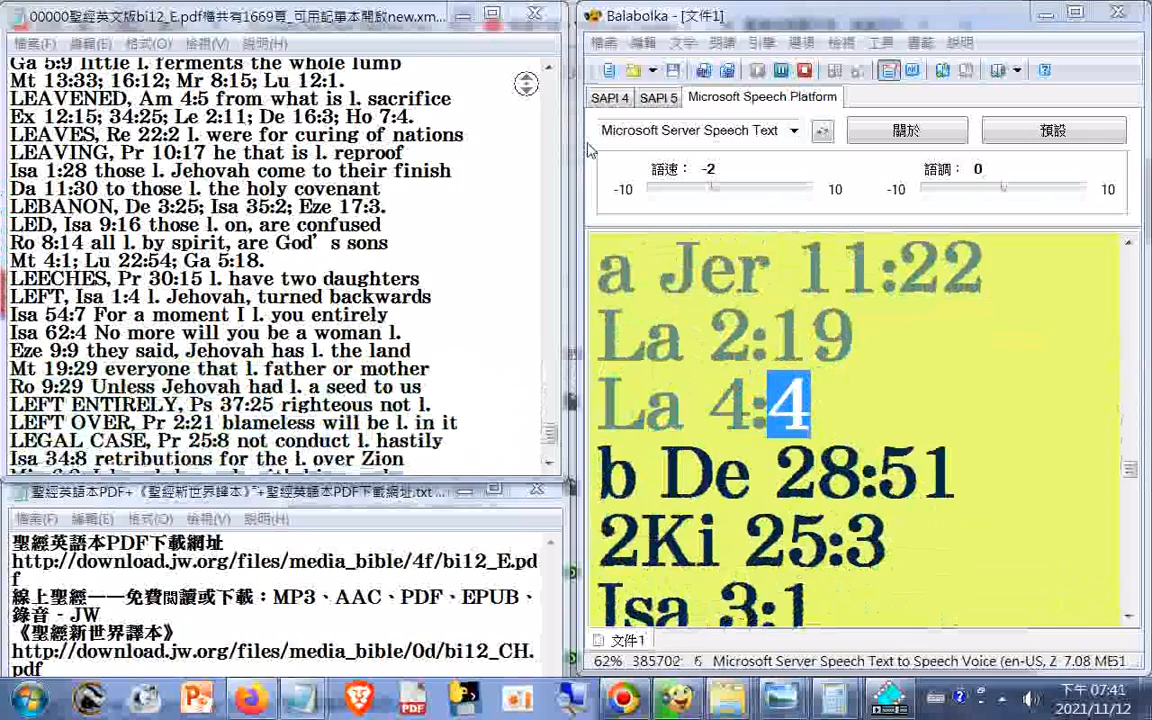 00000聖經英文版bi12_E.pdf檔共有1669頁_可用記事本開啟new.xm...
檔案(F) 編輯(E) 格式(O) 檢視(V) 說明(H)
Ga 5:9 little l. ferments the whole lump
Mt 13:33; 16:12; Mr 8:15; Lu 12:1.
LEAVENED, Am 4:5 from what is l. sacrifice
Ex 12:15; 34:25; Le 2:11; De 16:3; Ho 7:4.
LEAVES, Re 22:2 l. were for curing of nations
LEAVING, Pr 10:17 he that is l. reproof
Isa 1:28 those l. Jehovah come to their finish
Da 11:30 to those l. the holy covenant
LEBANON, De 3:25; Isa 35:2; Eze 17:3.
LED, Isa 9:16 those l. on, are confused
Ro 8:14 all l. by spirit, are God’s sons
Mt 4:1; Lu 22:54; Ga 5:18.
LEECHES, Pr 30:15 l. have two daughters
LEFT, Isa 1:4 l. Jehovah, turned backwards
Isa 54:7 For a moment I l. you entirely
Isa 62:4 No more will you be a woman l.
Eze 9:9 they said, Jehovah has l. the land
Mt 19:29 everyone that l. father or mother
Ro 9:29 Unless Jehovah had l. a seed to us
LEFT ENTIRELY, Ps 37:25 righteous not l.
LEFT OVER, Pr 2:21 blameless will be l. in it
LEGAL CASE, Pr 25:8 not conduct l. hastily
Isa 34:8 retributions for the l. over Zion
聖經英語本PDF+《聖經新世界譯本》"+聖經英語本PDF下載網址.txt ...
檔案(F) 編輯(E) 格式(O) 檢視(V) 說明(H)
聖經英語本PDF下載網址
http://download.jw.org/files/media_bible/4f/bi12_E.pd
f
線上聖經——免費閱讀或下載：MP3、AAC、PDF、EPUB、
錄音 - JW
《聖經新世界譯本》
http://download.jw.org/files/media_bible/0d/bi12_CH.
pdf
Balabolka - [文件1]
檔案 編輯 文字 朗讀 引擎 選項 檢視 工具 書籤 說明
SAPI 4 SAPI 5 Microsoft Speech Platform
Microsoft Server Speech Text 關於 預設
語速： -2 語調： 0
-10 10 -10 10
a Jer 11:22
La 2:19
La 4:4
b De 28:51
2Ki 25:3
Isa 3:1
文件1
62% 385702: 6 Microsoft Server Speech Text to Speech Voice (en-US, Z 7.08 ME51
下午 07:41
2021/11/12